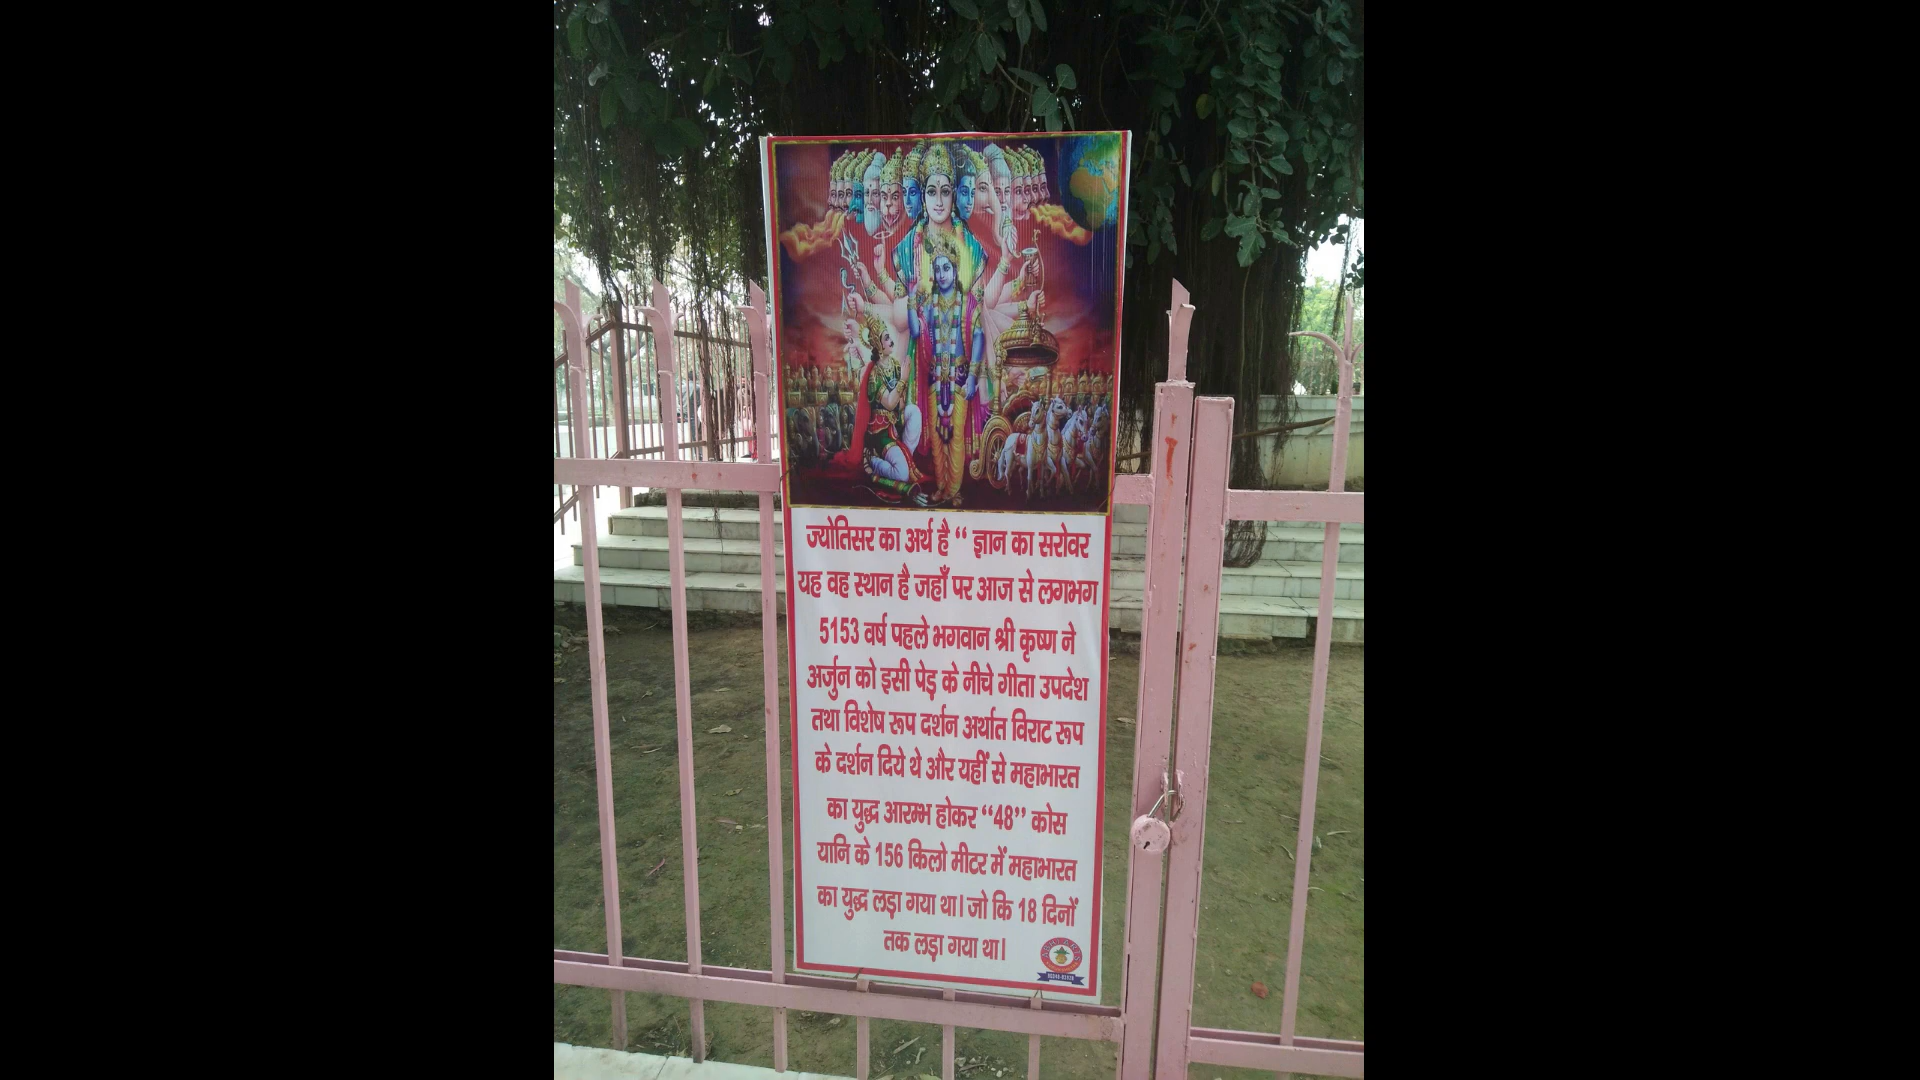 ज्योतिसर का अर्थ है “ ज्ञान का सरोवर
यह वह स्थान है जहाँ पर आज से लगभग
5153 वर्ष पहले भगवान श्री कृष्ण ने
अर्जुन को इसी पेड़ के नीचे गीता उपदेश
तथा विशेष रूप दर्शन अर्थात विराट रूप
के दर्शन दिये थे और यहीं से महाभारत
का युद्ध आरम्भ होकर “48” कोस
यानि के 156 किलो मीटर में महाभारत
का युद्ध लड़ा गया था। जो कि 18 दिनों
तक लड़ा गया था।